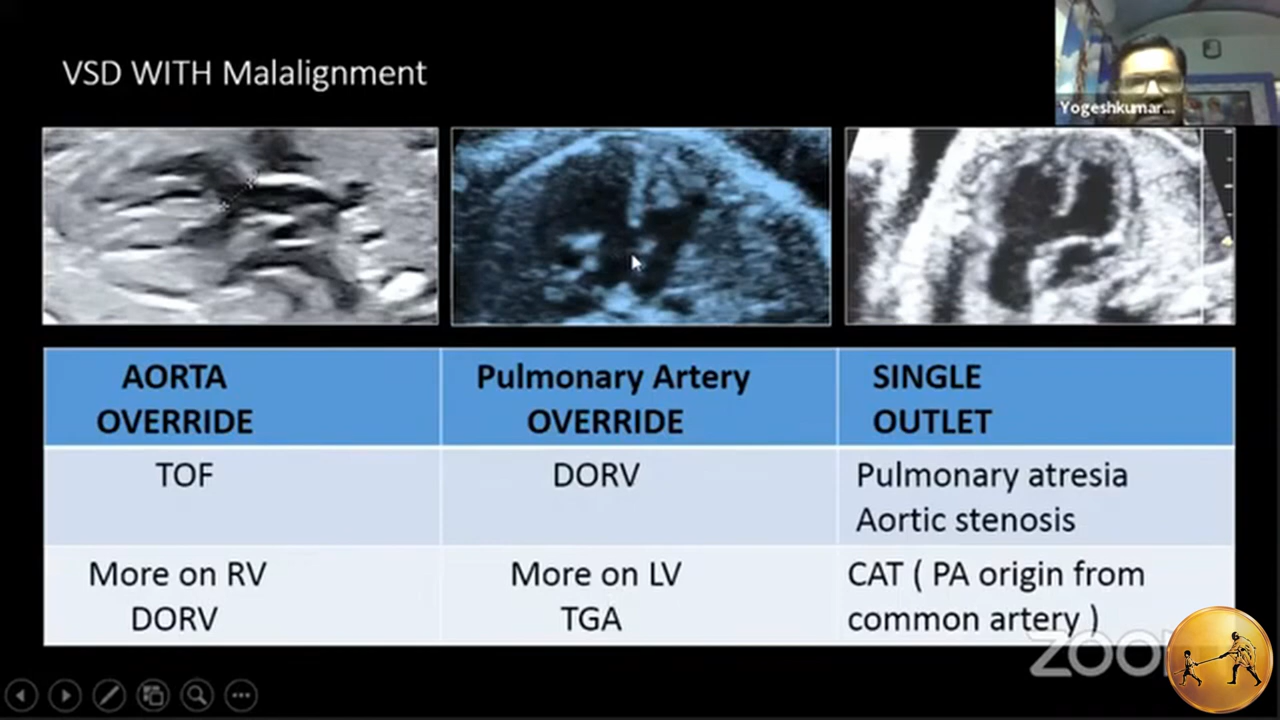 VSD WITH Malalignment
Yogeshkumar...
AORTA
OVERRIDE
Pulmonary Artery
OVERRIDE
SINGLE
OUTLET
TOF
DORV
Pulmonary atresia
Aortic stenosis
More on RV
DORV
More on LV
TGA
CAT ( PA origin from
common artery )